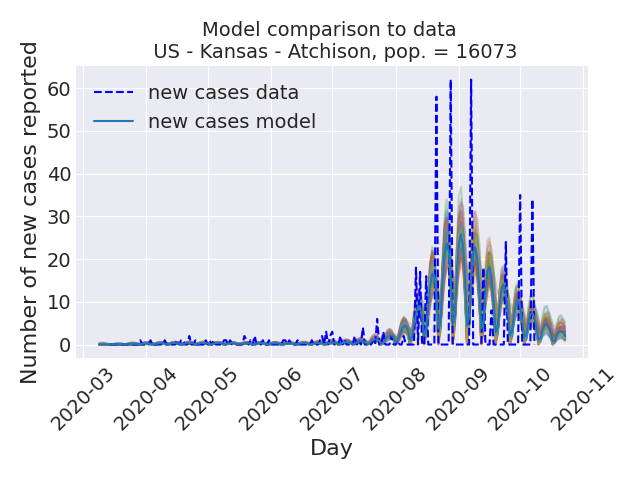 Model comparison to data
US - Kansas - Atchison, pop. = 16073
Number of new cases reported
60
50
40
30
20
10
0
new cases data
new cases model
2020-03
2020-04
2020-05
2020-06
2020-07
2020-08
2020-09
2020-10
2020-11
Day